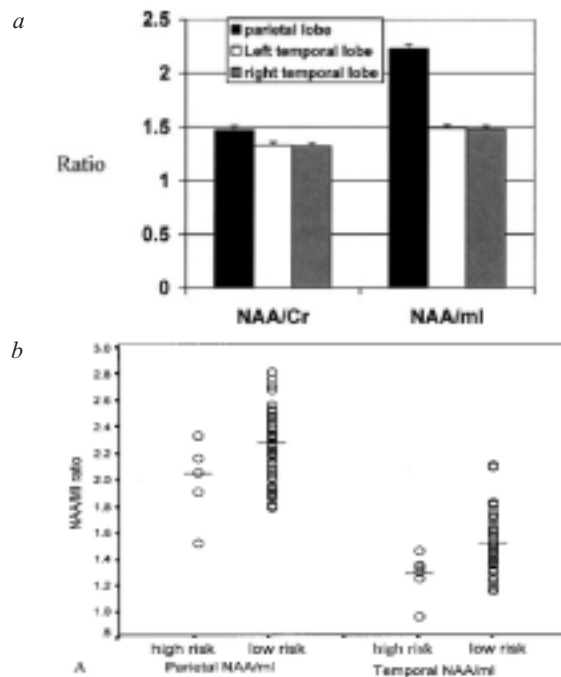 a
2.5
parietal lobe
Left temporal lobe
right temporal lobe
2
1.5
Ratio
1
0.5
0
NAA/Cr NAA/ml
b
3.0
2.8
2.6
2.4
2.2
2.0
1.8
1.6
1.4
1.2
1.0
.8
NAA/MI ratio
high risk low risk high risk low risk
A Parietal NAA/ml Temporal NAA/ml